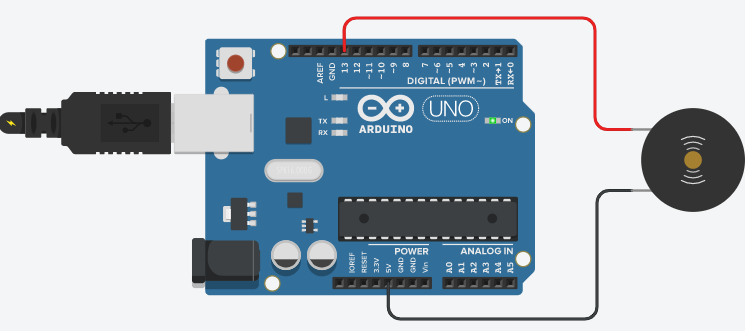 AREF
GND
13
12
~11
~10
~9
8
7
~6
~5
4
~3
2
TX→1
RX←0
DIGITAL (PWM~)
L
TX
RX
UNO
ARDUINO
ON
POWER
ANALOG IN
IOREF
RESET
3.3V
5V
GND
GND
Vin
A0
A1
A2
A3
A4
A5